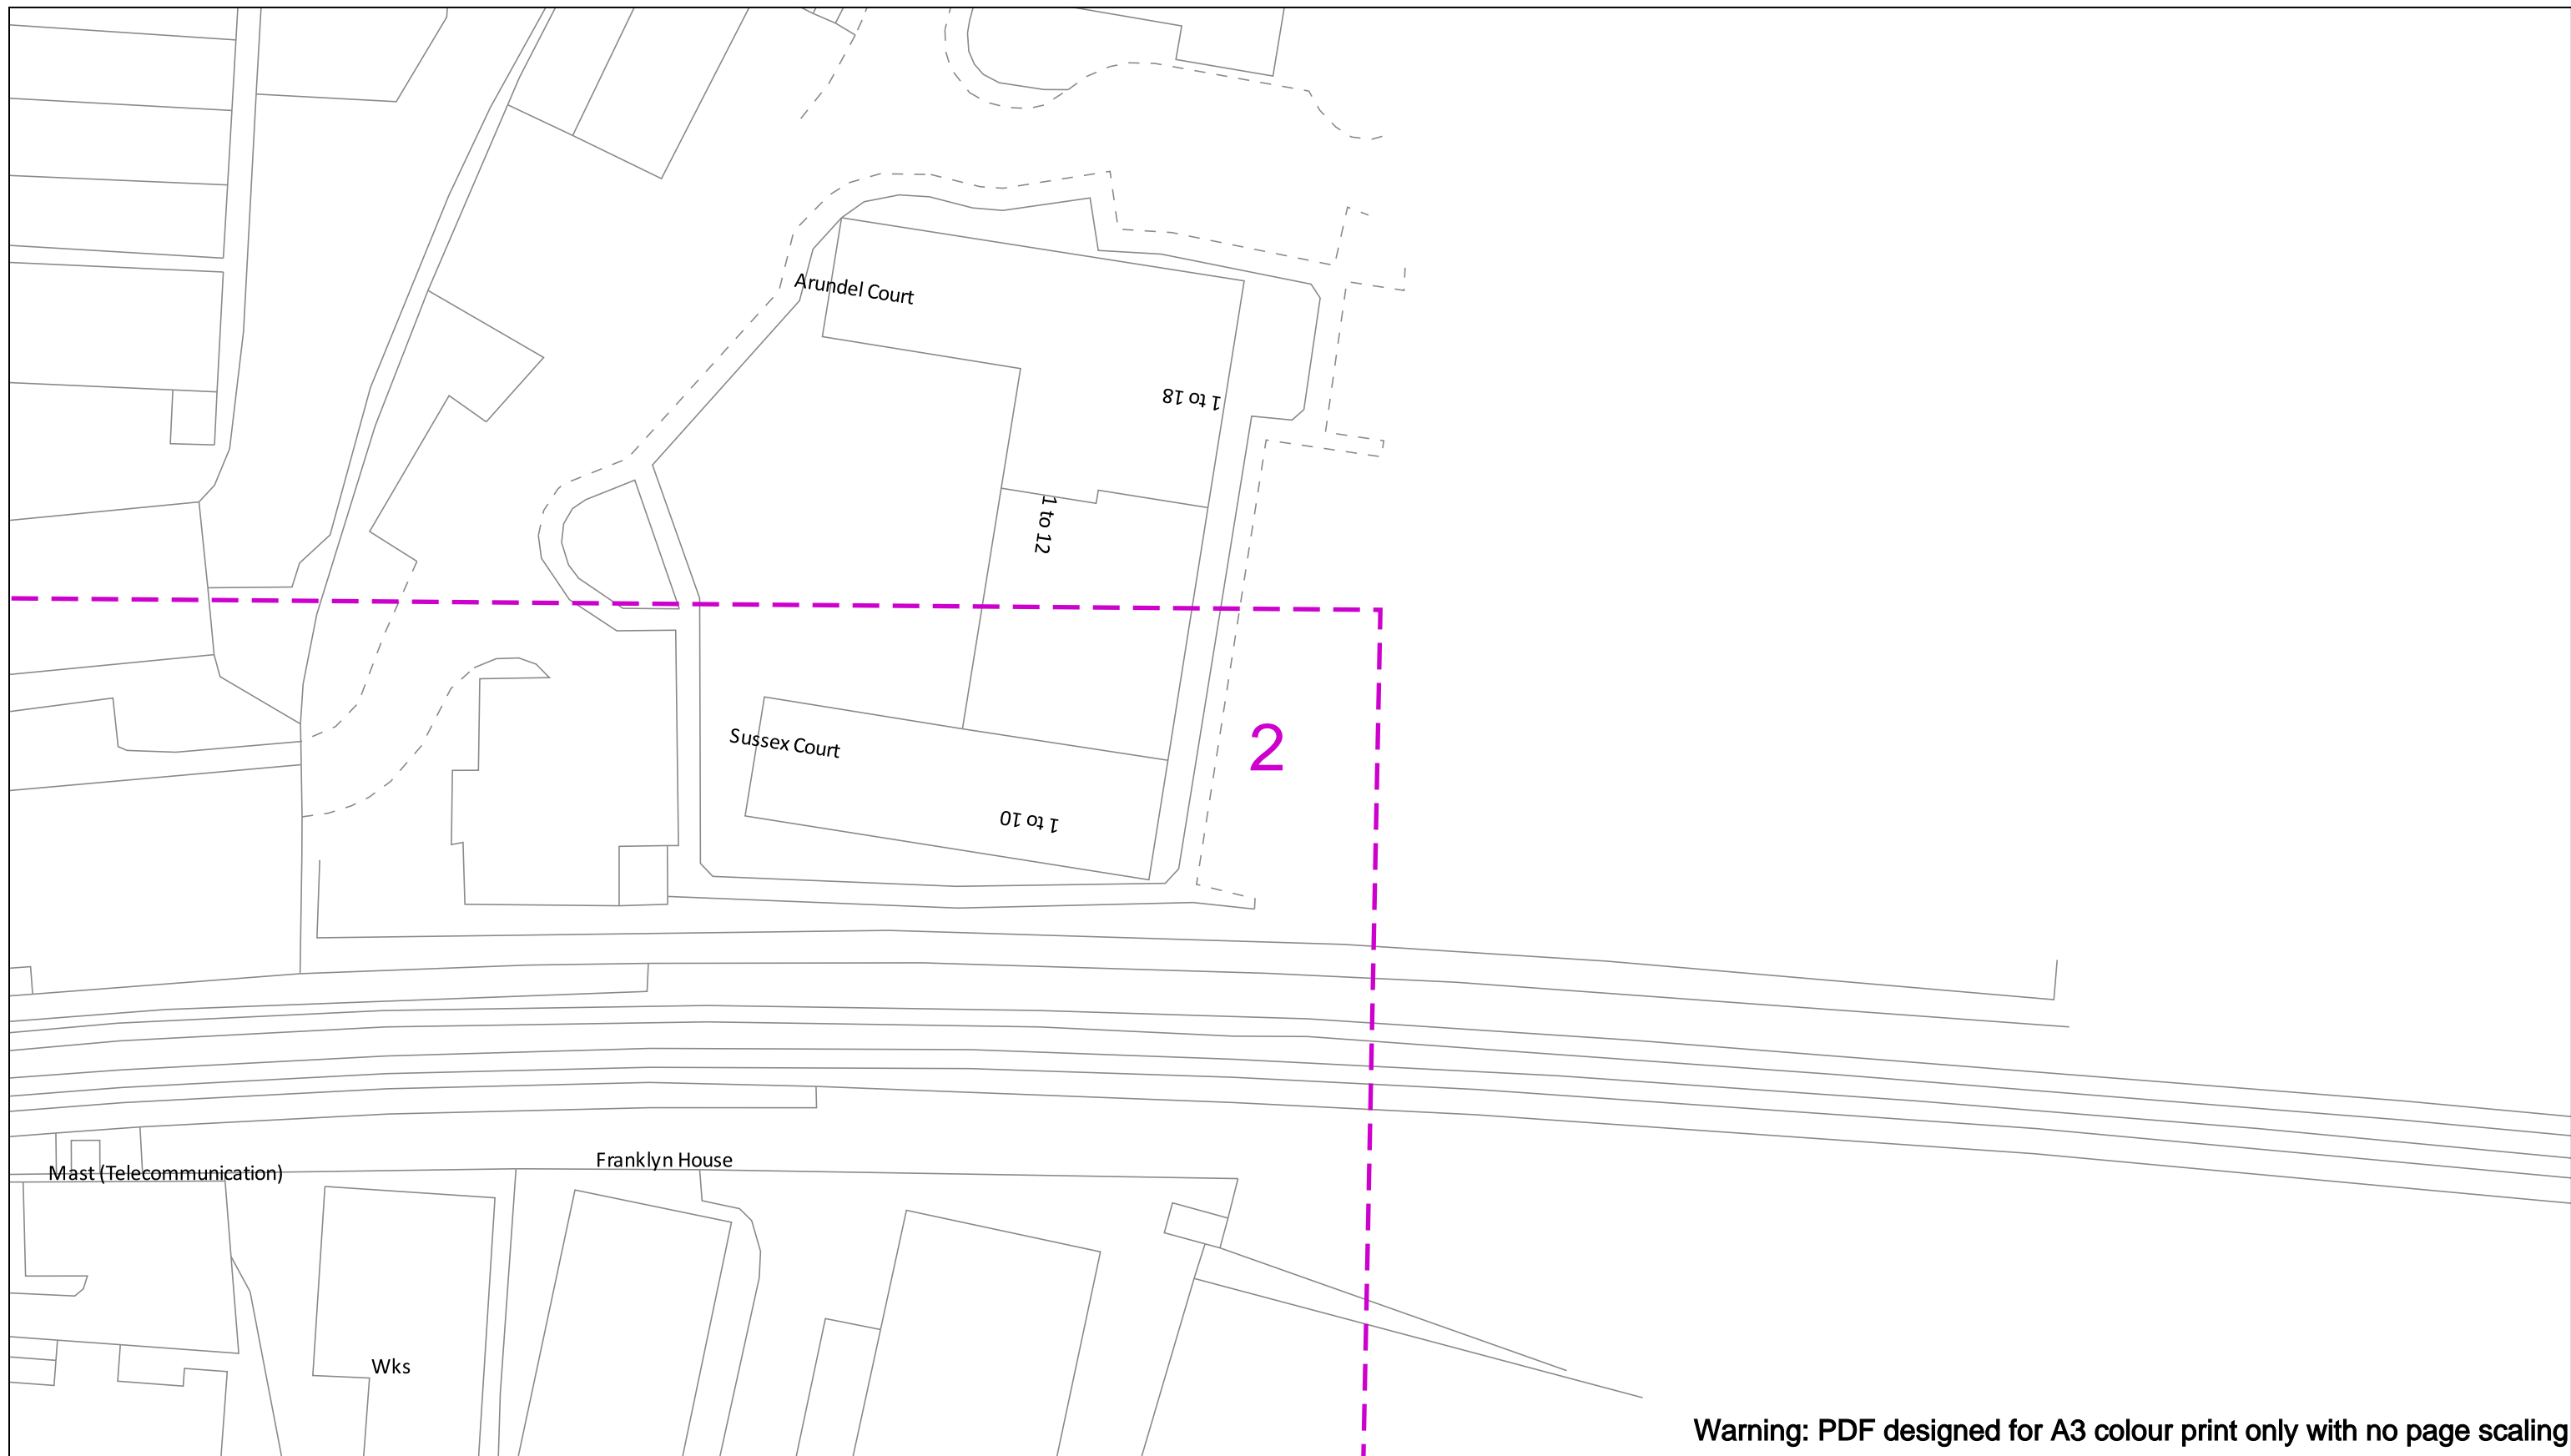 Arundel Court
1 to 18
1 to 12
Sussex Court
2
1 to 10
Franklyn House
Mast (Telecommunication)
Wks
Warning: PDF designed for A3 colour print only with no page scaling